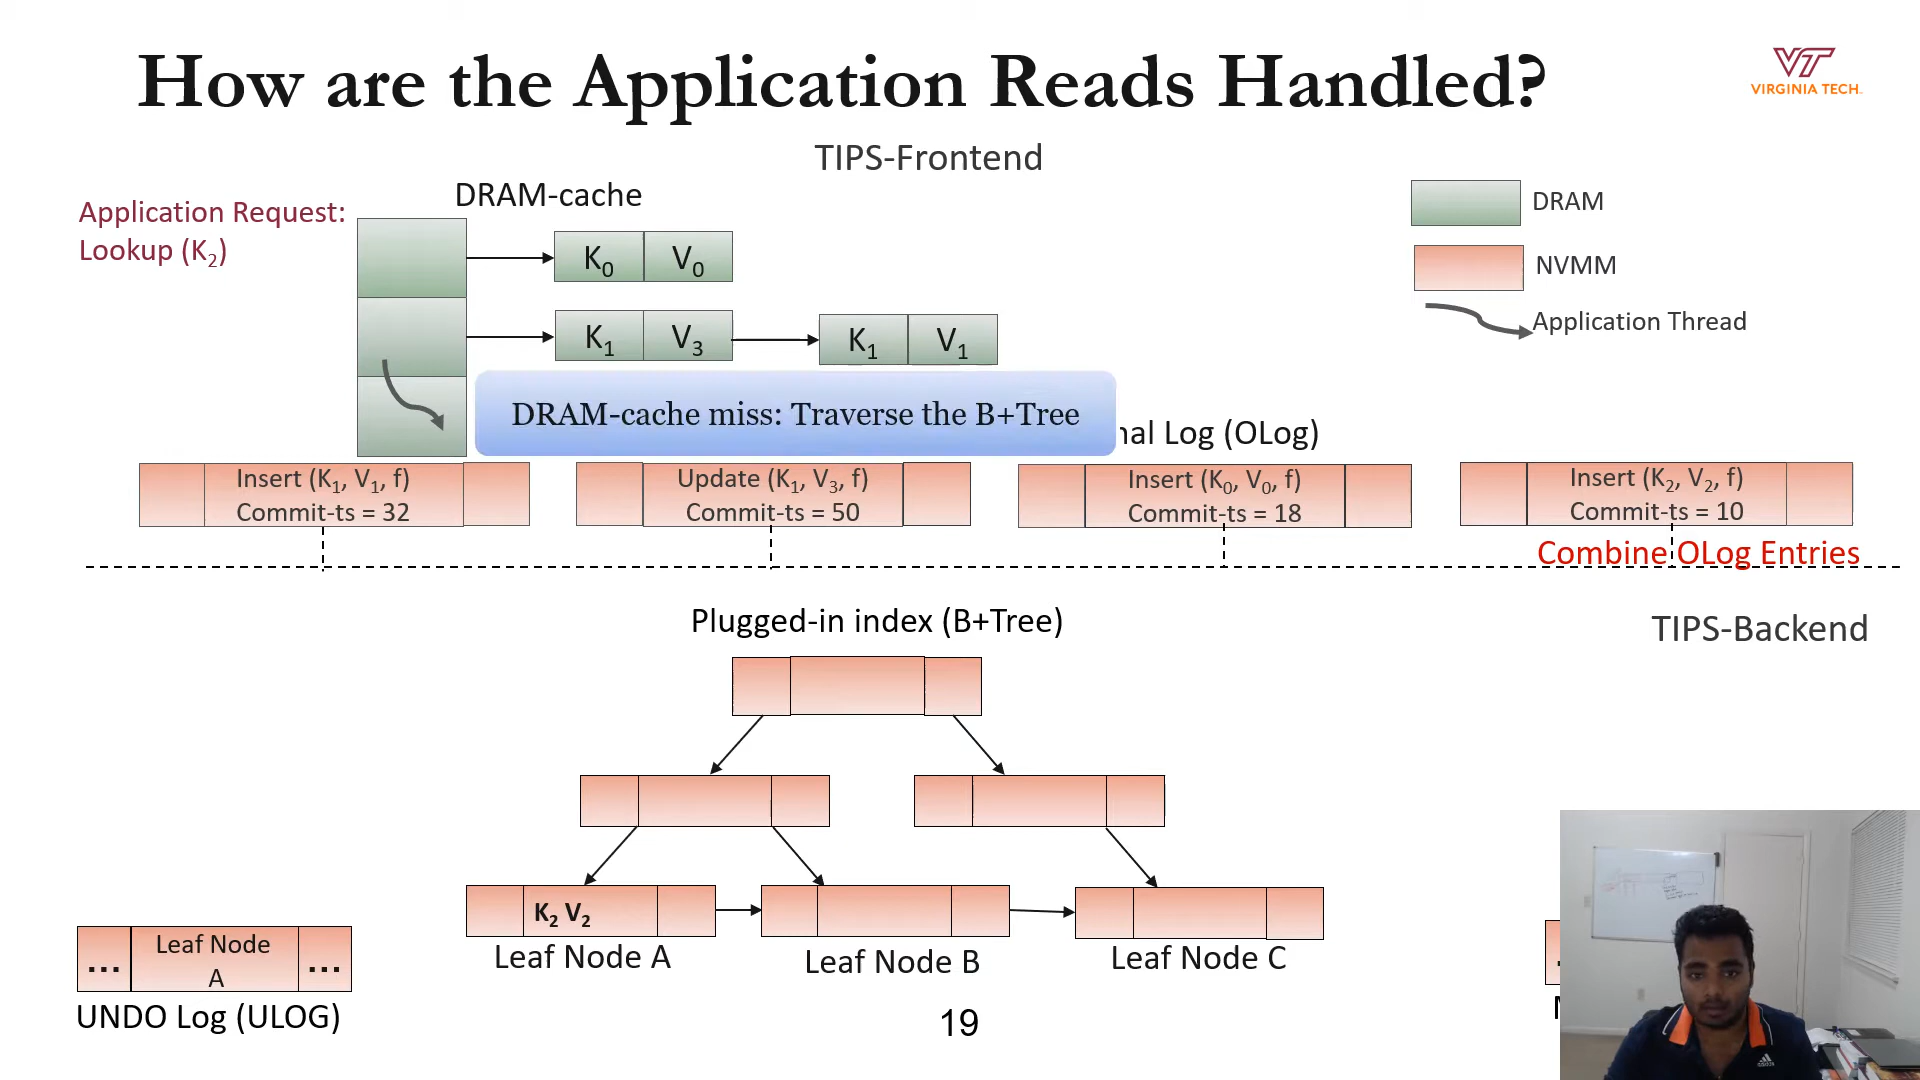 How are the Application Reads Handled?
VT
VIRGINIA TECH.
TIPS-Frontend
DRAM-cache
Application Request:
Lookup (K2)
K0 V0
K1 V3
K1 V1
DRAM
NVMM
Application Thread
DRAM-cache miss: Traverse the B+Tree
nal Log (OLog)
Insert (K1, V1, f)
Commit-ts = 32
Update (K1, V3, f)
Commit-ts = 50
Insert (K0, V0, f)
Commit-ts = 18
Insert (K2, V2, f)
Commit-ts = 10
Combine OLog Entries
Plugged-in index (B+Tree)
TIPS-Backend
K2 V2
Leaf Node A
Leaf Node B
Leaf Node C
... Leaf Node ...
A
UNDO Log (ULOG)
19